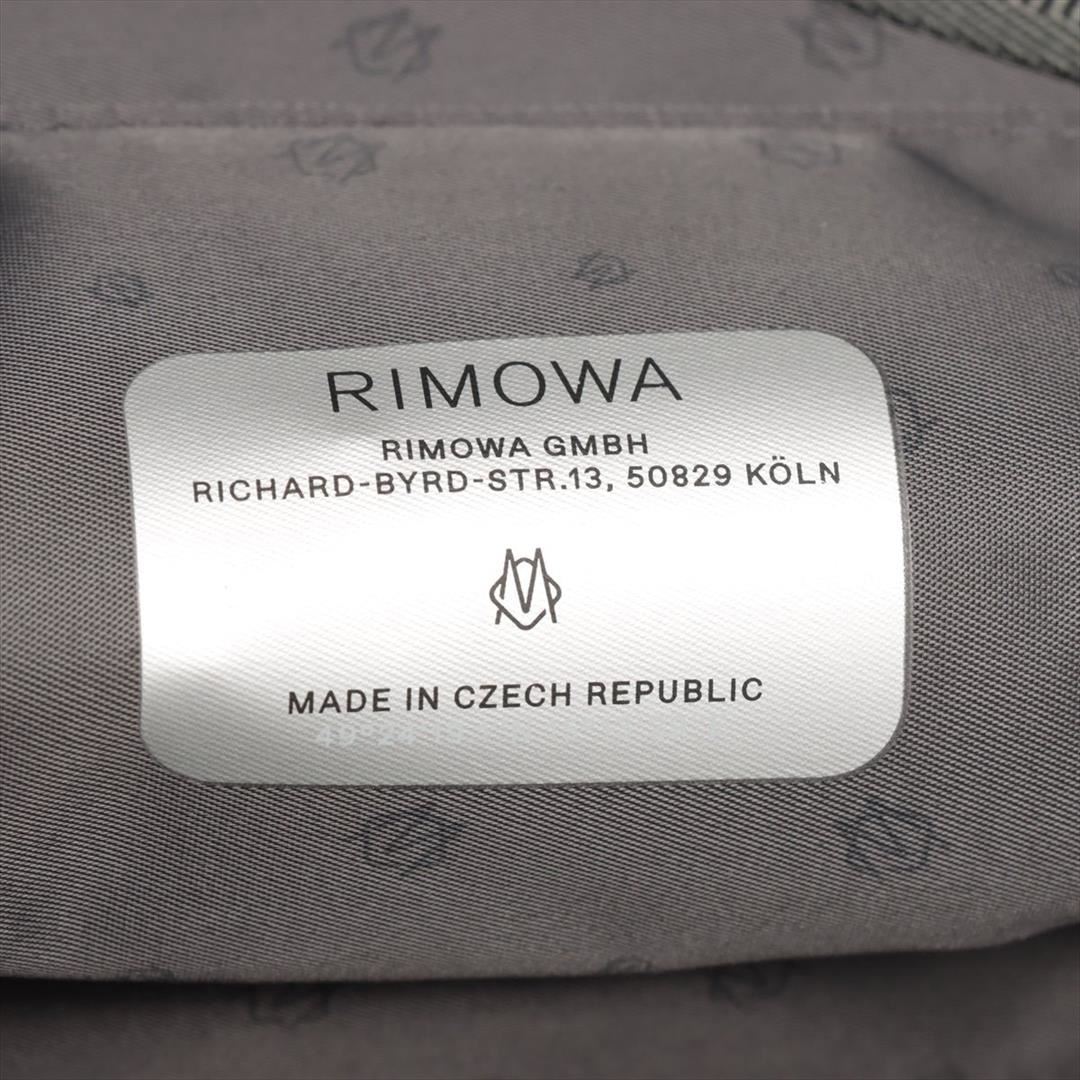 RIMOWA
RIMOWA GMBH
RICHARD-BYRD-STR.13, 50829 KÖLN
MADE IN CZECH REPUBLIC